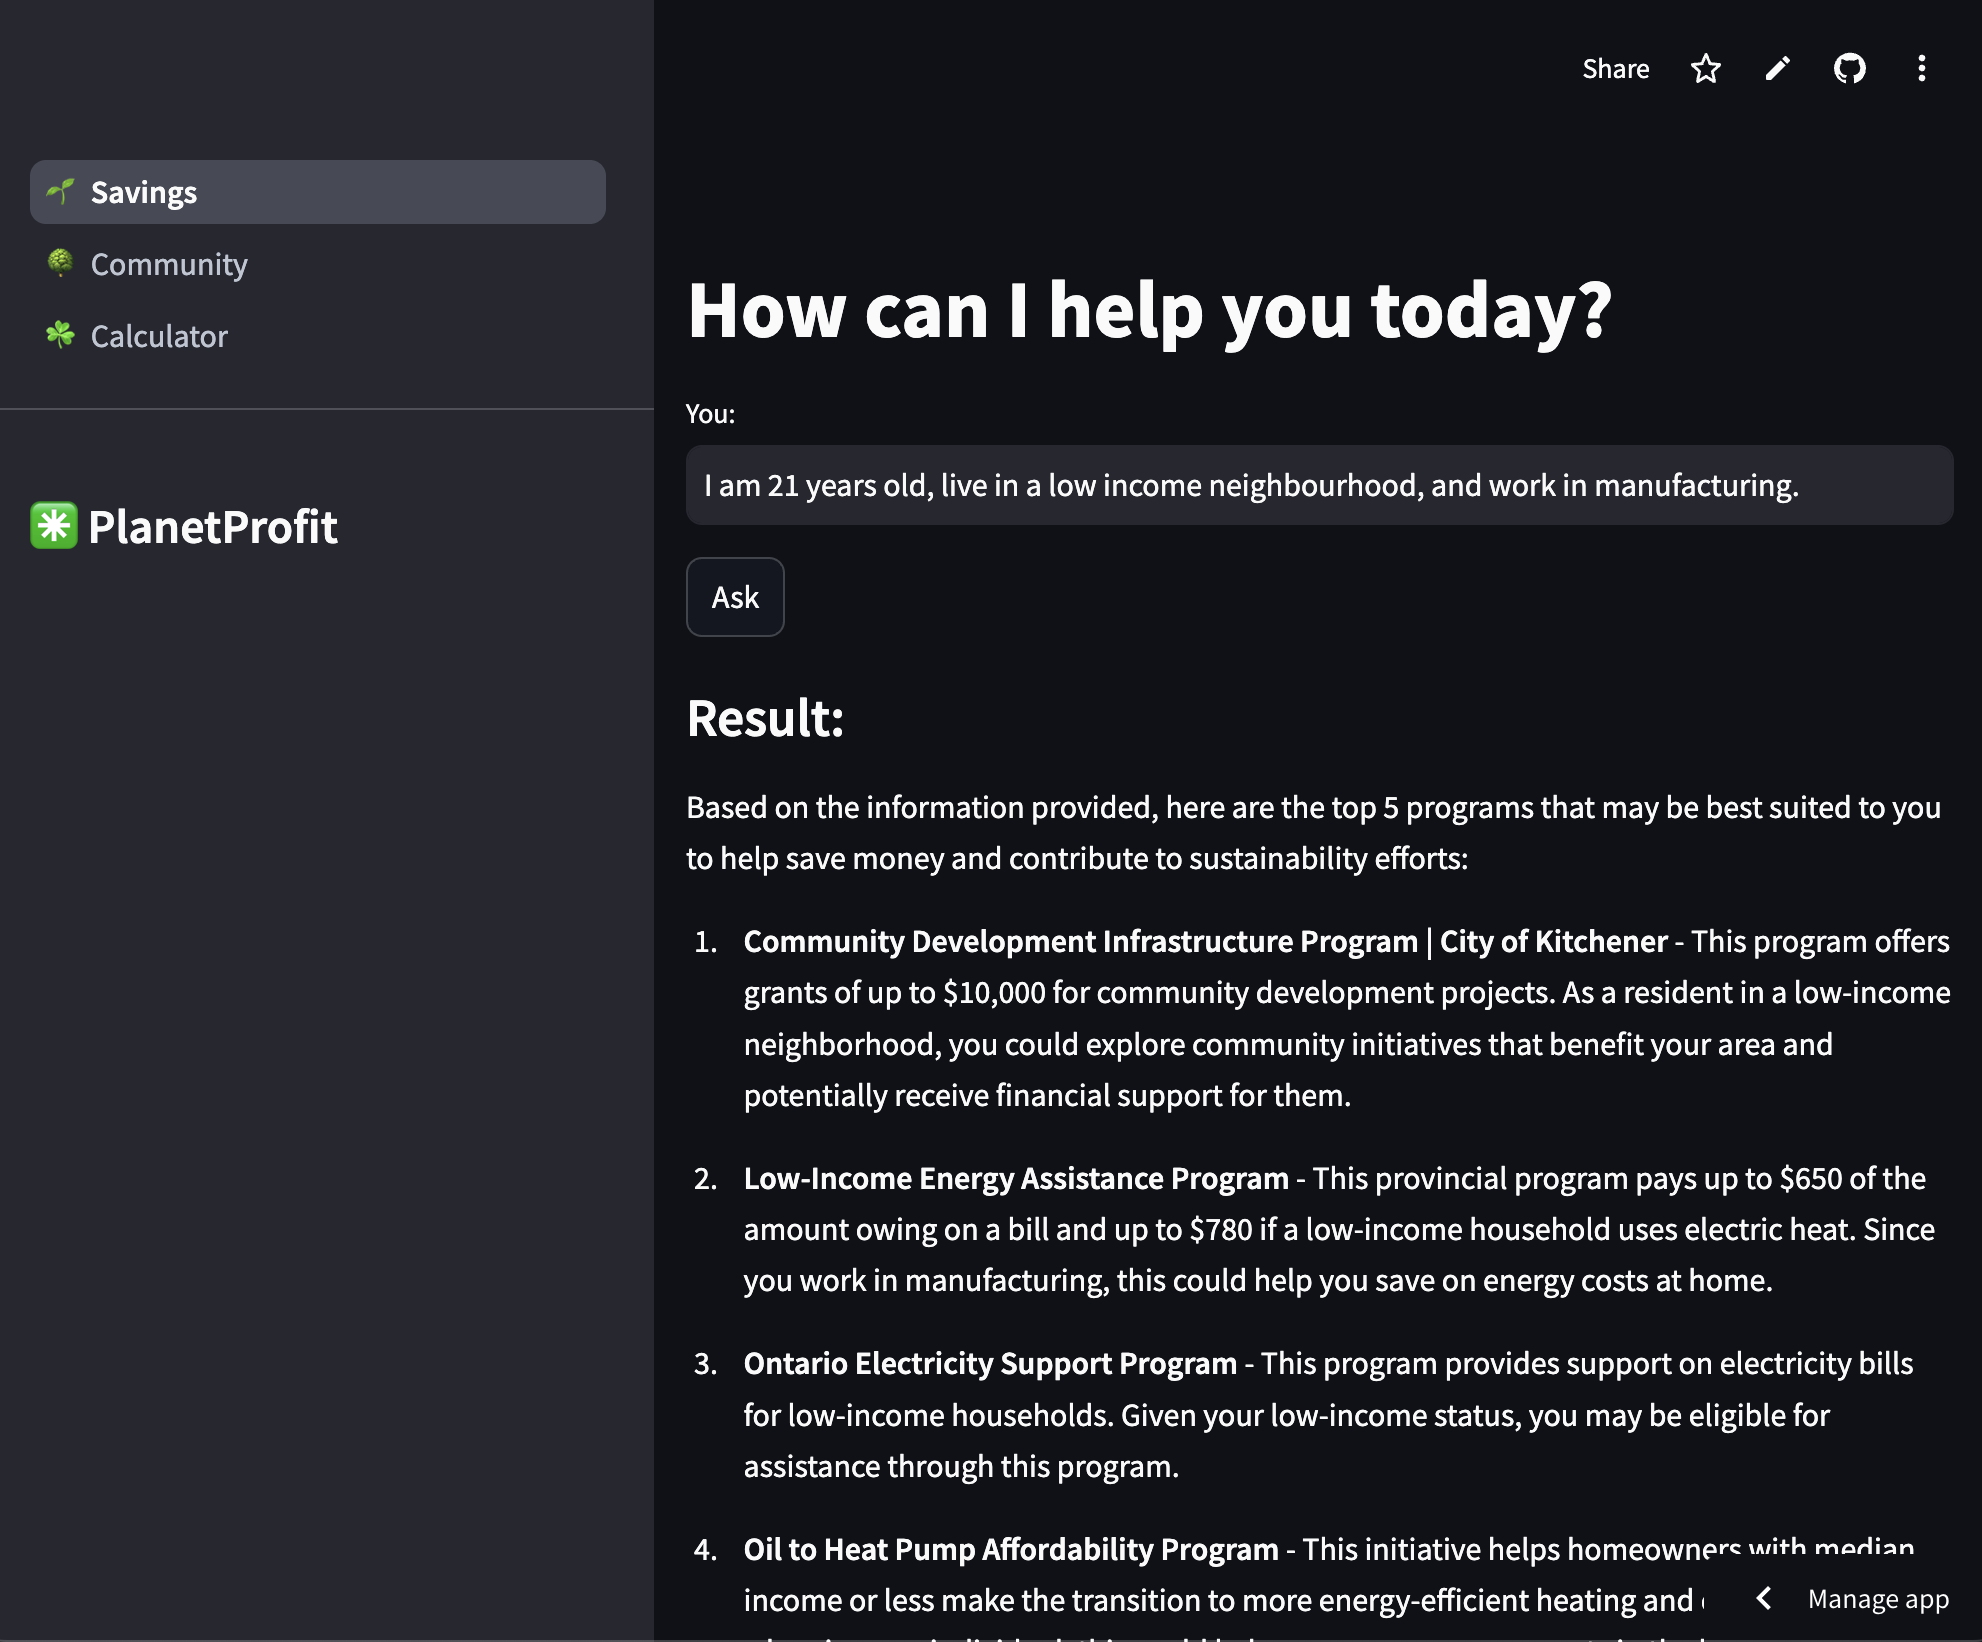 Share
Savings
Community
Calculator
PlanetProfit
How can I help you today?
You:
I am 21 years old, live in a low income neighbourhood, and work in manufacturing.
Ask
Result:
Based on the information provided, here are the top 5 programs that may be best suited to you
to help save money and contribute to sustainability efforts:
1. Community Development Infrastructure Program | City of Kitchener - This program offers
grants of up to $10,000 for community development projects. As a resident in a low-income
neighborhood, you could explore community initiatives that benefit your area and
potentially receive financial support for them.
2. Low-Income Energy Assistance Program - This provincial program pays up to $650 of the
amount owing on a bill and up to $780 if a low-income household uses electric heat. Since
you work in manufacturing, this could help you save on energy costs at home.
3. Ontario Electricity Support Program - This program provides support on electricity bills
for low-income households. Given your low-income status, you may be eligible for
assistance through this program.
4. Oil to Heat Pump Affordability Program - This initiative helps homeowners with median
income or less make the transition to more energy-efficient heating and
Manage app